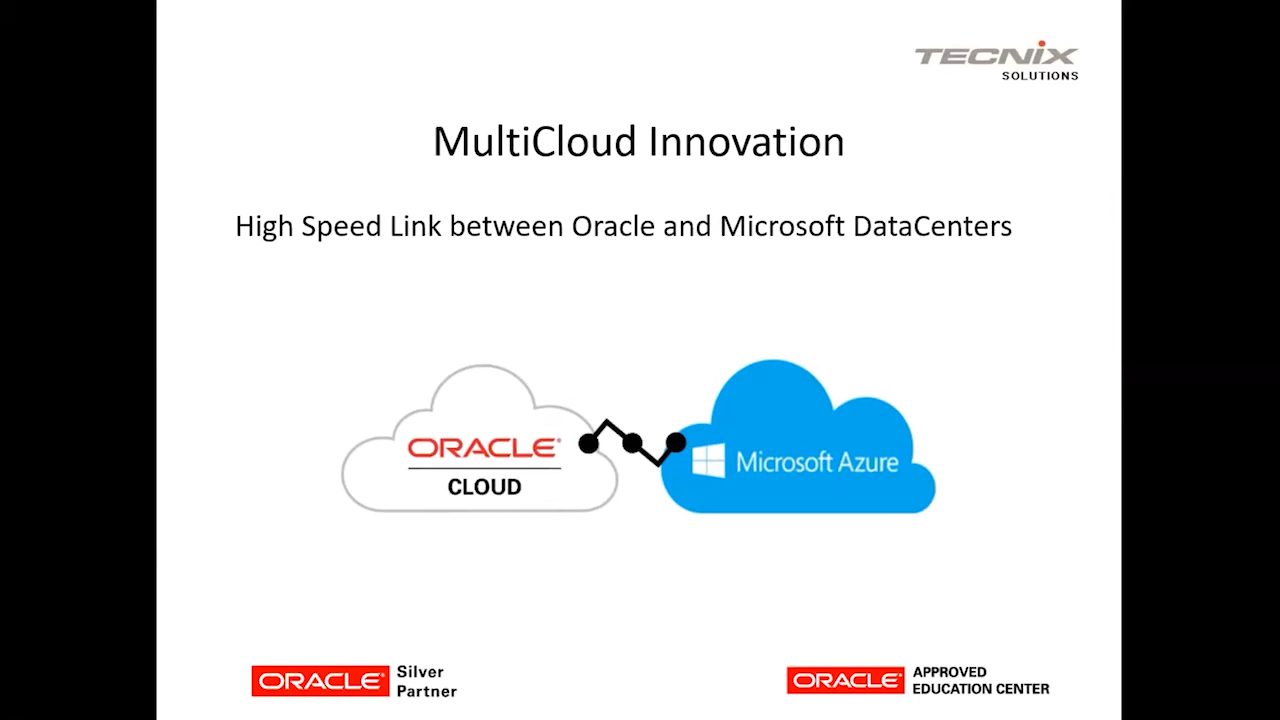 TECNIX
SOLUTIONS
MultiCloud Innovation
High Speed Link between Oracle and Microsoft DataCenters
ORACLE®
CLOUD
Microsoft Azure
ORACLE® Silver
Partner
ORACLE® APPROVED
EDUCATION CENTER